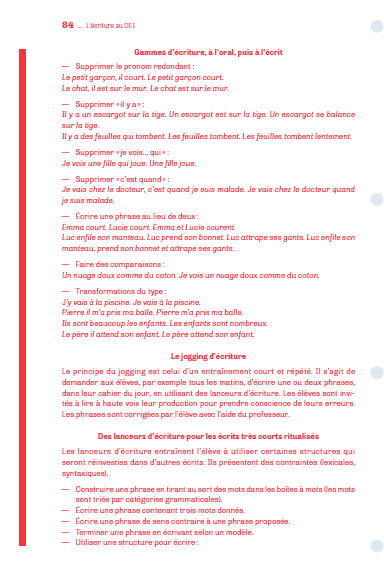 84 ... L'écriture au CE1
Gammes d'écriture, à l'oral, puis à l'écrit
— Supprimer le pronom redondant :
Le petit garçon, il court. Le petit garçon court.
Le chat, il est sur le mur. Le chat est sur le mur.
— Supprimer « il y a » :
Il y a un escargot sur la tige. Un escargot est sur la tige. Un escargot se balance
sur la tige.
Il y a des feuilles qui tombent. Les feuilles tombent. Les feuilles tombent lentement.
— Supprimer « je vois... qui » :
Je vois une fille qui joue. Une fille joue.
— Supprimer « c'est quand » :
Je vais chez le docteur, c'est quand je suis malade. Je vais chez le docteur quand
je suis malade.
— Écrire une phrase au lieu de deux :
Emma court. Lucie court. Emma et Lucie courent.
Luc enfile son manteau. Luc prend son bonnet. Luc attrape ses gants. Luc enfile son
manteau, prend son bonnet et attrape ses gants.
— Faire des comparaisons :
Un nuage doux comme du coton. Je vois un nuage doux comme du coton.
— Transformations du type :
J'y vais à la piscine. Je vais à la piscine.
Pierre il m'a pris ma balle. Pierre m'a pris ma balle.
Ils sont beaucoup les enfants. Les enfants sont nombreux.
Le père il attend son enfant. Le père attend son enfant.
Le jogging d'écriture
Le principe du jogging est celui d'un entraînement court et répété. Il s'agit de
demander aux élèves, par exemple tous les matins, d'écrire une ou deux phrases,
dans leur cahier du jour, en utilisant des lanceurs d'écriture. Les élèves sont invi-
tés à lire à haute voix leur production pour prendre conscience de leurs erreurs.
Les phrases sont corrigées par l'élève avec l'aide du professeur.
Des lanceurs d'écriture pour les écrits très courts ritualisés
Les lanceurs d'écriture entraînent l'élève à utiliser certaines structures qui
seront réinvesties dans d'autres écrits. Ils présentent des contraintes (lexicales,
syntaxiques).
— Construire une phrase en tirant au sort des mots dans les boîtes à mots (les mots
sont triés par catégories grammaticales).
— Écrire une phrase contenant trois mots donnés.
— Écrire une phrase de sens contraire à une phrase proposée.
— Terminer une phrase en écrivant selon un modèle.
— Utiliser une structure pour écrire :